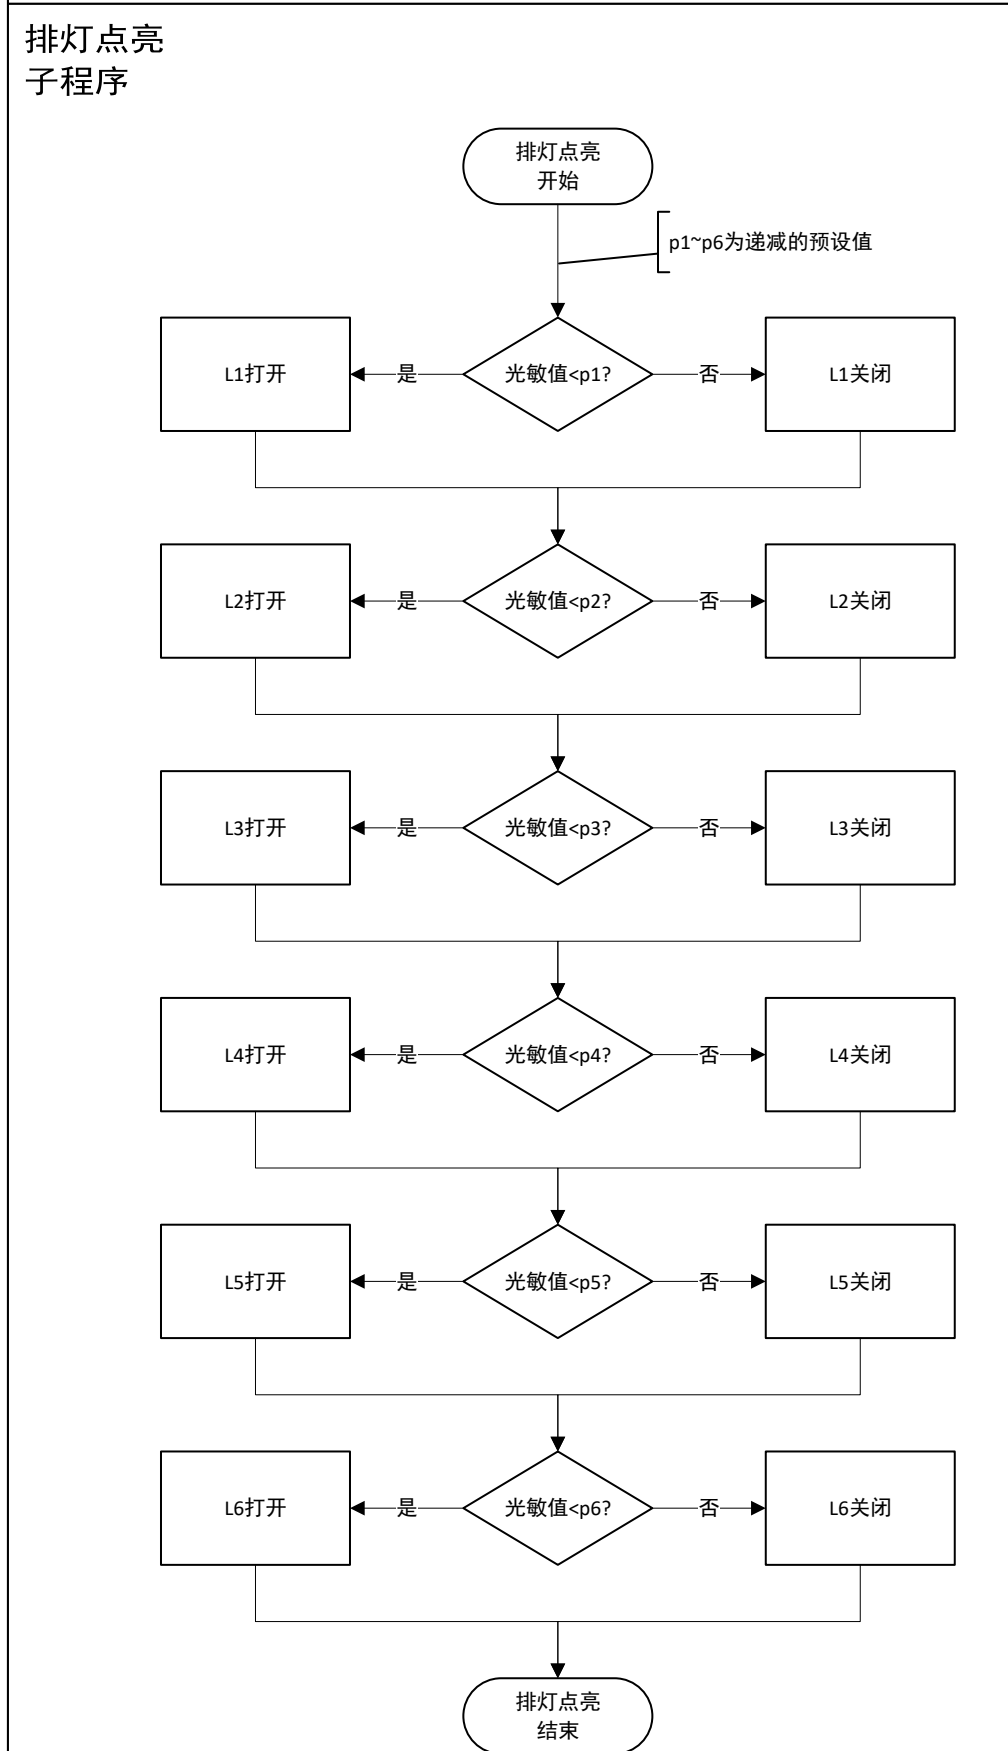 排灯点亮
子程序
排灯点亮
开始
p1~p6为递减的预设值
L1打开
是
光敏值<p1?
否
L1关闭
L2打开
是
光敏值<p2?
否
L2关闭
L3打开
是
光敏值<p3?
否
L3关闭
L4打开
是
光敏值<p4?
否
L4关闭
L5打开
是
光敏值<p5?
否
L5关闭
L6打开
是
光敏值<p6?
否
L6关闭
排灯点亮
结束